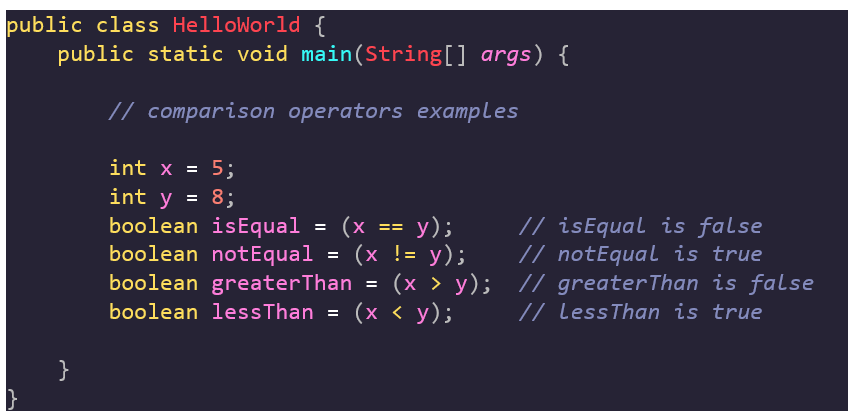 public class HelloWorld {
    public static void main(String[] args) {
        // comparison operators examples
        int x = 5;
        int y = 8;
        boolean isEqual = (x == y);     // isEqual is false
        boolean notEqual = (x != y);    // notEqual is true
        boolean greaterThan = (x > y);  // greaterThan is false
        boolean lessThan = (x < y);     // lessThan is true
    }
}